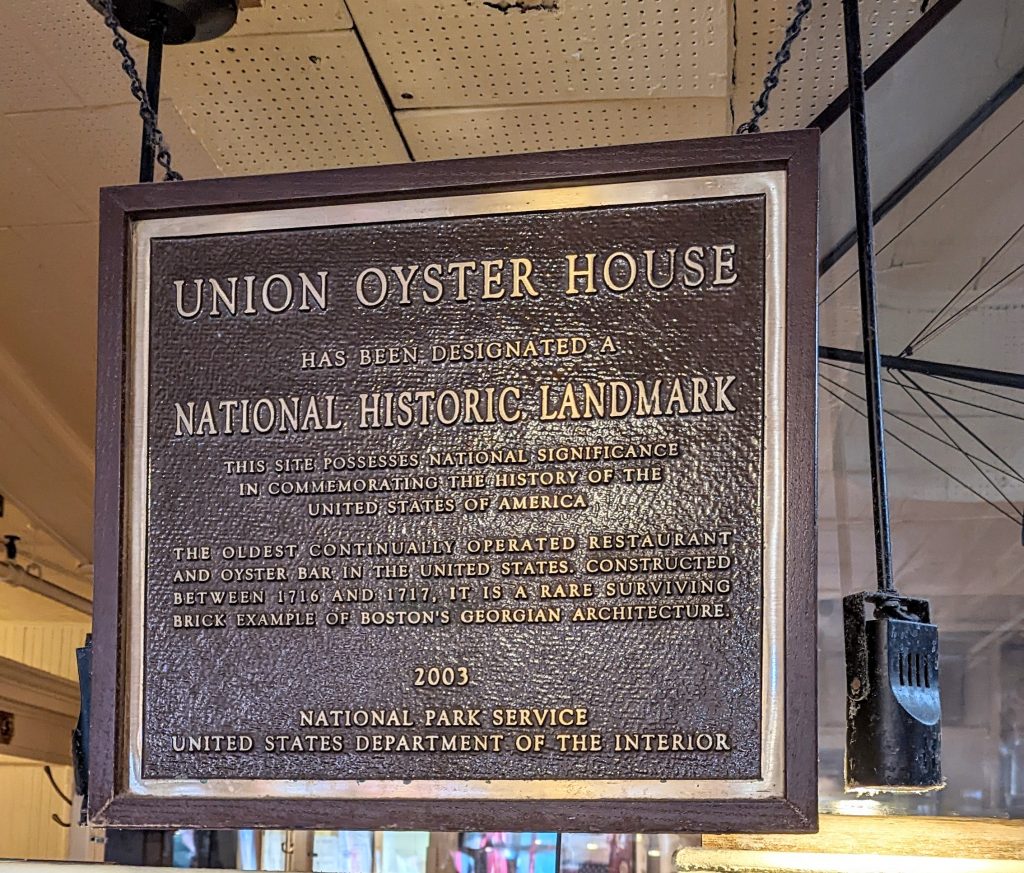 UNION OYSTER HOUSE
HAS BEEN DESIGNATED A
NATIONAL HISTORIC LANDMARK
THIS SITE POSSESSES NATIONAL SIGNIFICANCE
IN COMMEMORATING THE HISTORY OF THE
UNITED STATES OF AMERICA
THE OLDEST CONTINUALLY OPERATED RESTAURANT
AND OYSTER BAR IN THE UNITED STATES. CONSTRUCTED
BETWEEN 1716 AND 1717, IT IS A RARE SURVIVING
BRICK EXAMPLE OF BOSTON'S GEORGIAN ARCHITECTURE.
2003
NATIONAL PARK SERVICE
UNITED STATES DEPARTMENT OF THE INTERIOR